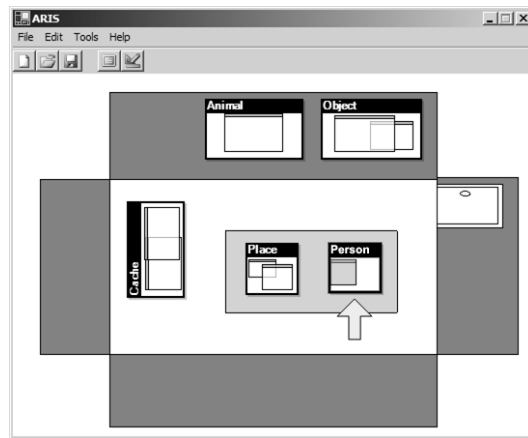 ARIS
File Edit Tools Help
Animal
Object
Cache
Place
Person